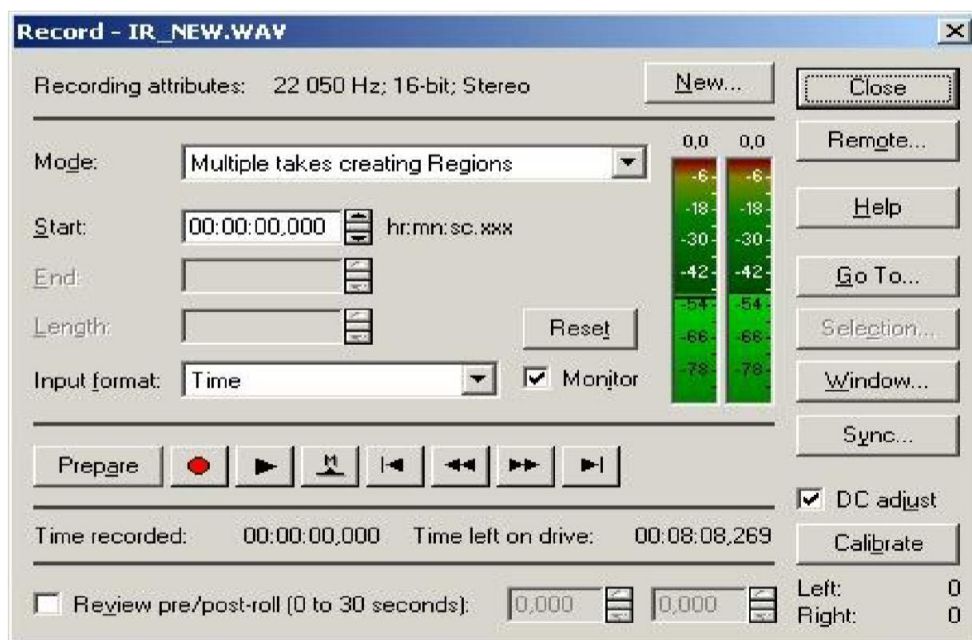 Record - IR_NEW.WAV
Recording attributes: 22 050 Hz; 16-bit; Stereo
New...
Close
Mode: Multiple takes creating Regions
0,0 0,0
Remote...
-6 -6
-18 -18
-30 -30
-42 -42
-54 -54
-66 -66
-78 -78
Start: 00:00:00,000 hr:mn:sc.xxx
Help
End:
Go To...
Length:
Reset
Selection...
Input format: Time
Monitor
Window...
Sync...
Prepare
M
DC adjust
Time recorded: 00:00:00,000 Time left on drive: 00:08:08,269
Calibrate
Review pre/post-roll (0 to 30 seconds): 0,000 0,000
Left: 0
Right: 0